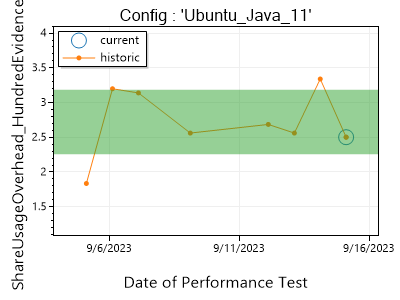 Config : 'Ubuntu_Java_11'
ShareUsageOverhead_HundredEvidence
current
historic
4
3.5
3
2.5
2
1.5
9/6/2023
9/11/2023
9/16/2023
Date of Performance Test